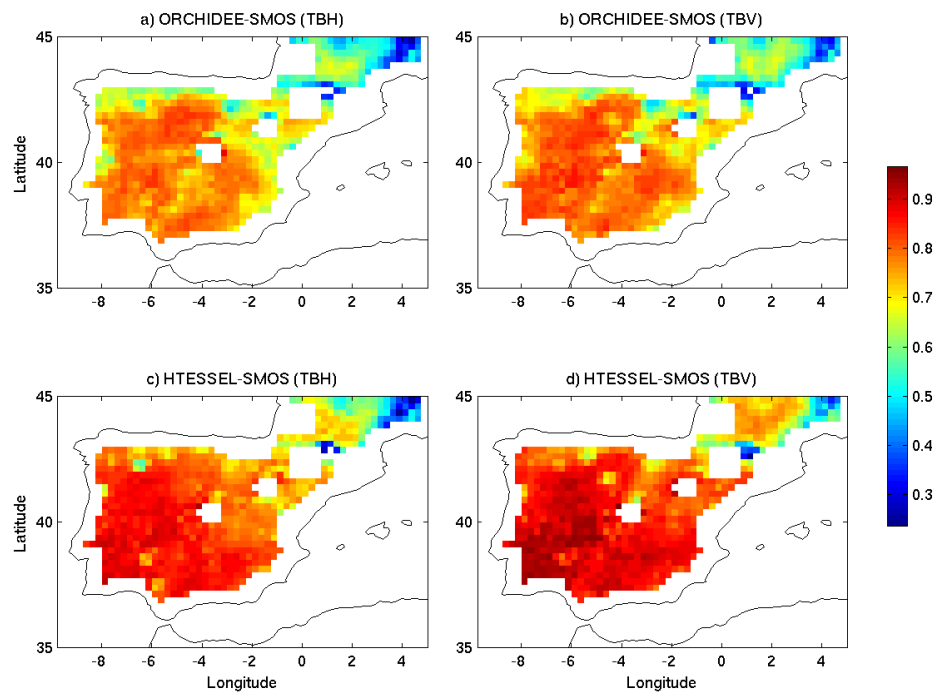 a) ORCHIDEE-SMOS (TBH)
b) ORCHIDEE-SMOS (TBV)
45
40
35
Latitude
-8 -6 -4 -2 0 2 4
45
40
35
-8 -6 -4 -2 0 2 4
0.9
0.8
0.7
0.6
0.5
0.4
0.3
c) HTESSEL-SMOS (TBH)
d) HTESSEL-SMOS (TBV)
45
40
35
Latitude
-8 -6 -4 -2 0 2 4
Longitude
45
40
35
-8 -6 -4 -2 0 2 4
Longitude